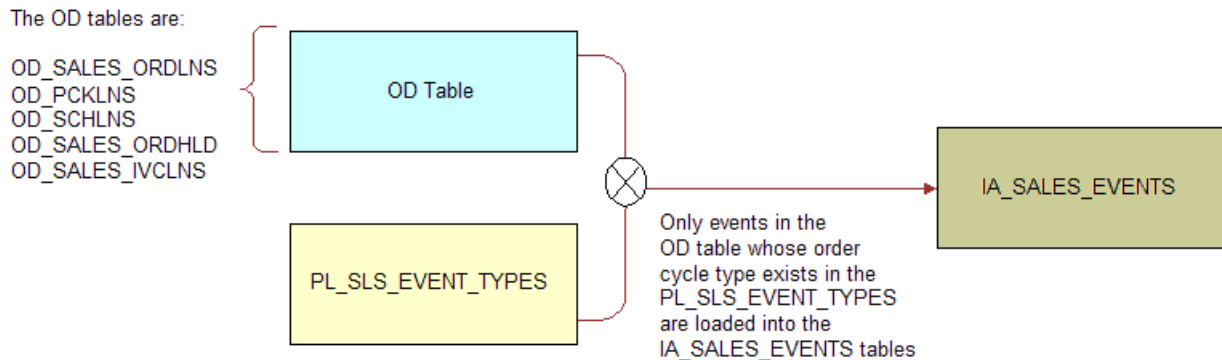 The OD tables are:
OD_SALES_ORDLNS
OD_PCKLNS
OD_SCHLNS
OD_SALES_ORDHLD
OD_SALES_IVCLNS
OD Table
PL_SLS_EVENT_TYPES
Only events in the
OD table whose order
cycle type exists in the
PL_SLS_EVENT_TYPES
are loaded into the
IA_SALES_EVENTS tables
IA_SALES_EVENTS